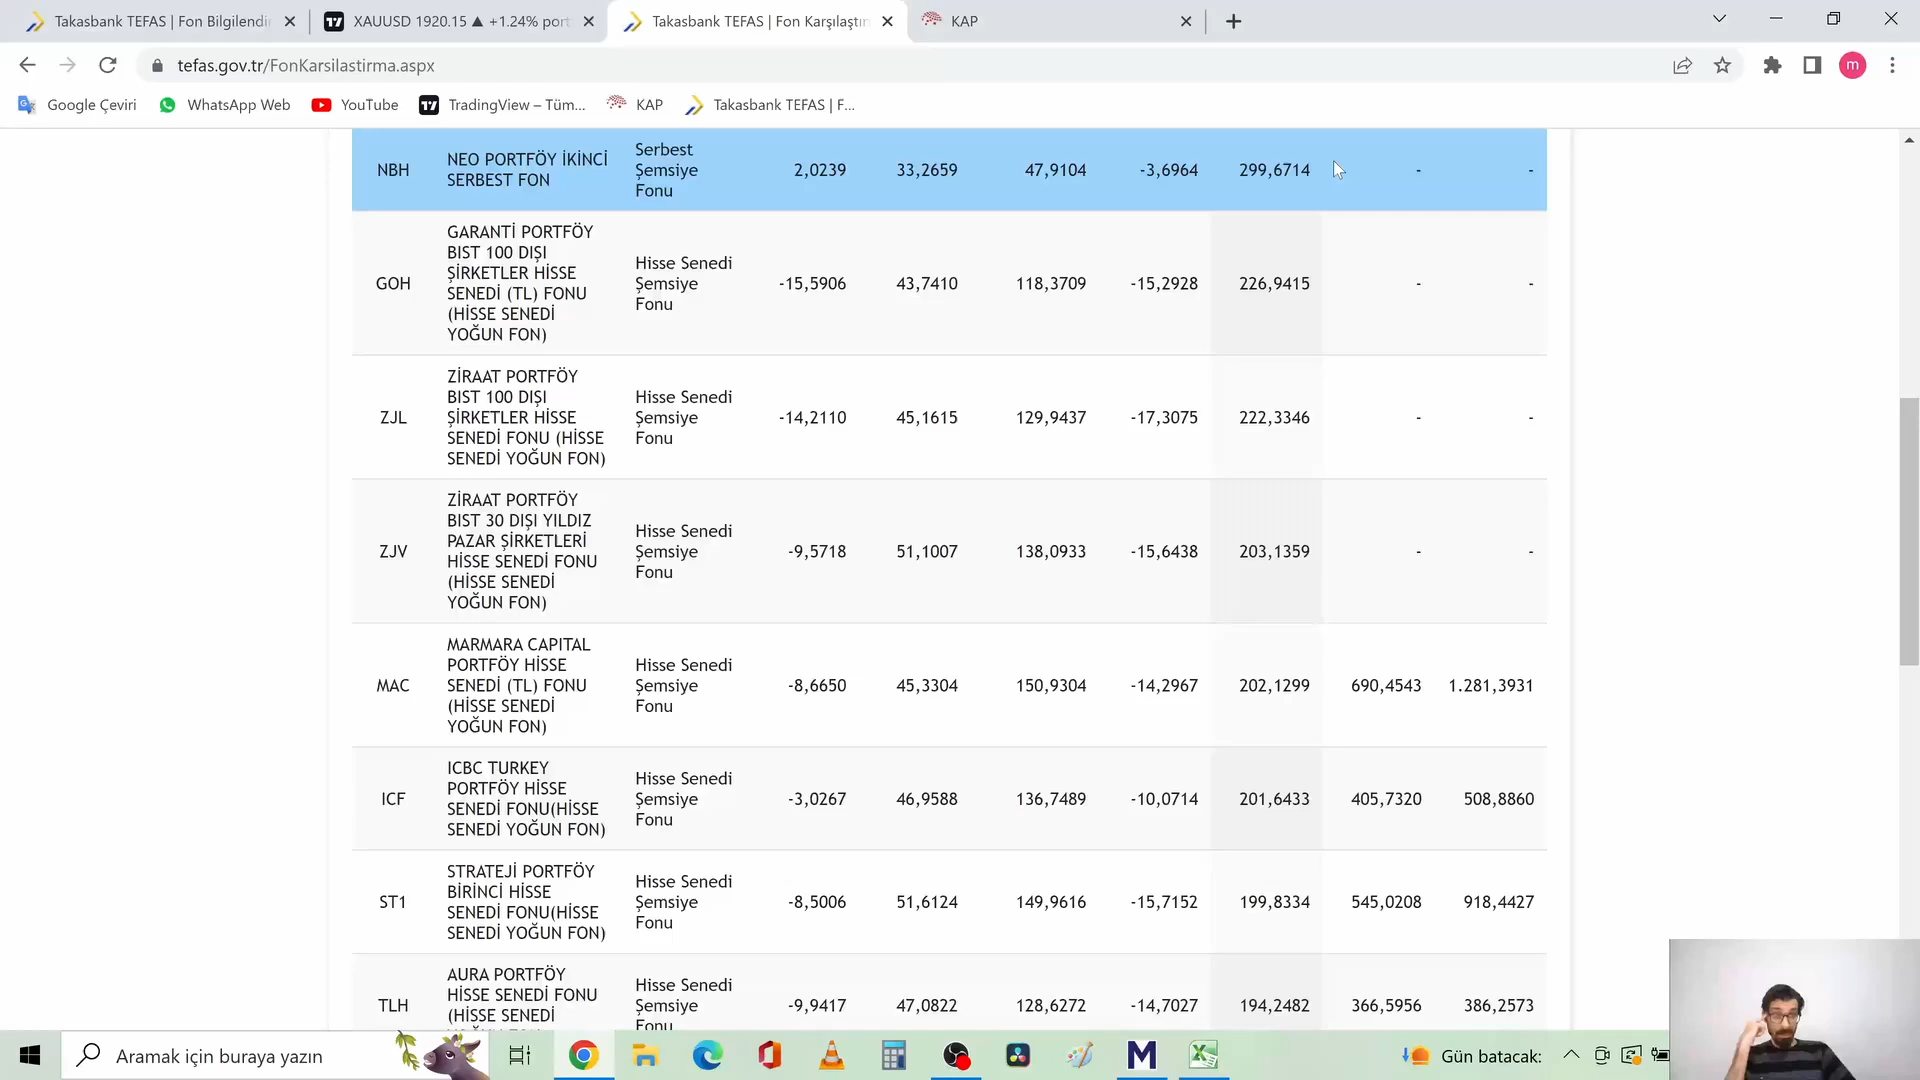 Takasbank TEFAS | Fon Bilgilendi
XAUUSD 1920.15 ▲ +1.24% port
Takasbank TEFAS | Fon Karşılaştır
KAP
tefas.gov.tr/FonKarsilastirma.aspx
m
Google Çeviri
WhatsApp Web
YouTube
TradingView – Tüm...
KAP
Takasbank TEFAS | F...
NBH
NEO PORTFÖY İKİNCİ
SERBEST FON
Serbest
Şemsiye
Fonu
2,0239
33,2659
47,9104
-3,6964
299,6714
-
-
GOH
GARANTİ PORTFÖY
BIST 100 DIŞI
ŞİRKETLER HİSSE
SENEDİ (TL) FONU
(HİSSE SENEDİ
YOĞUN FON)
Hisse Senedi
Şemsiye
Fonu
-15,5906
43,7410
118,3709
-15,2928
226,9415
-
-
ZJL
ZİRAAT PORTFÖY
BIST 100 DIŞI
ŞİRKETLER HİSSE
SENEDİ FONU (HİSSE
SENEDİ YOĞUN FON)
Hisse Senedi
Şemsiye
Fonu
-14,2110
45,1615
129,9437
-17,3075
222,3346
-
-
ZJV
ZİRAAT PORTFÖY
BIST 30 DIŞI YILDIZ
PAZAR ŞİRKETLERİ
HİSSE SENEDİ FONU
(HİSSE SENEDİ
YOĞUN FON)
Hisse Senedi
Şemsiye
Fonu
-9,5718
51,1007
138,0933
-15,6438
203,1359
-
-
MAC
MARMARA CAPITAL
PORTFÖY HİSSE
SENEDİ (TL) FONU
(HİSSE SENEDİ
YOĞUN FON)
Hisse Senedi
Şemsiye
Fonu
-8,6650
45,3304
150,9304
-14,2967
202,1299
690,4543
1.281,3931
ICF
ICBC TURKEY
PORTFÖY HİSSE
SENEDİ FONU(HİSSE
SENEDİ YOĞUN FON)
Hisse Senedi
Şemsiye
Fonu
-3,0267
46,9588
136,7489
-10,0714
201,6433
405,7320
508,8860
ST1
STRATEJİ PORTFÖY
BİRİNCİ HİSSE
SENEDİ FONU(HİSSE
SENEDİ YOĞUN FON)
Hisse Senedi
Şemsiye
Fonu
-8,5006
51,6124
149,9616
-15,7152
199,8334
545,0208
918,4427
TLH
AURA PORTFÖY
HİSSE SENEDİ FONU
(HİSSE SENEDİ
Hisse Senedi
Şemsiye
Fonu
-9,9417
47,0822
128,6272
-14,7027
194,2482
366,5956
386,2573
Aramak için buraya yazın
Gün batacak: